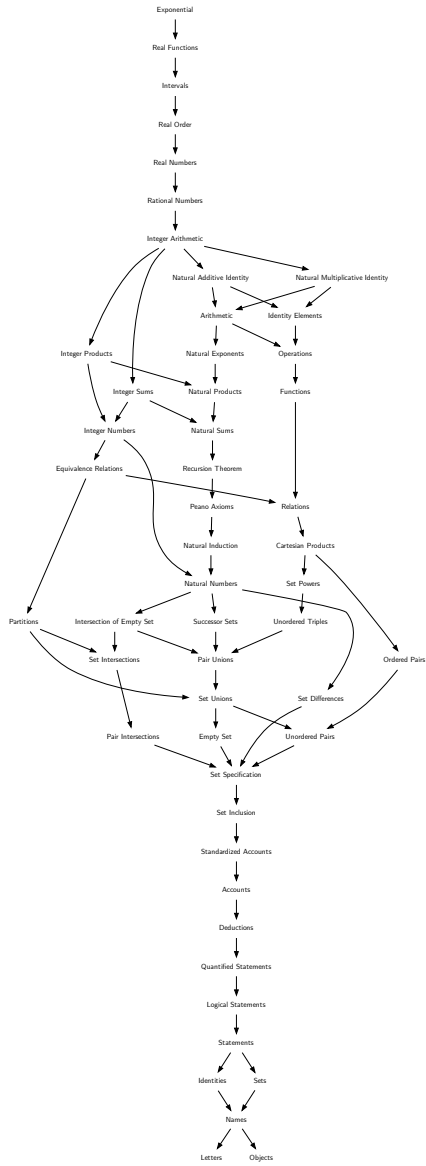 Exponential
Real Functions
Intervals
Real Order
Real Numbers
Rational Numbers
Integer Arithmetic
Natural Additive Identity
Natural Multiplicative Identity
Arithmetic
Identity Elements
Integer Products
Natural Exponents
Operations
Integer Sums
Natural Products
Functions
Integer Numbers
Natural Sums
Equivalence Relations
Recursion Theorem
Peano Axioms
Relations
Natural Induction
Cartesian Products
Natural Numbers
Set Powers
Partitions
Intersection of Empty Set
Successor Sets
Unordered Triples
Set Intersections
Pair Unions
Ordered Pairs
Set Unions
Set Differences
Pair Intersections
Empty Set
Unordered Pairs
Set Specification
Set Inclusion
Standardized Accounts
Accounts
Deductions
Quantified Statements
Logical Statements
Statements
Identities
Sets
Names
Letters
Objects